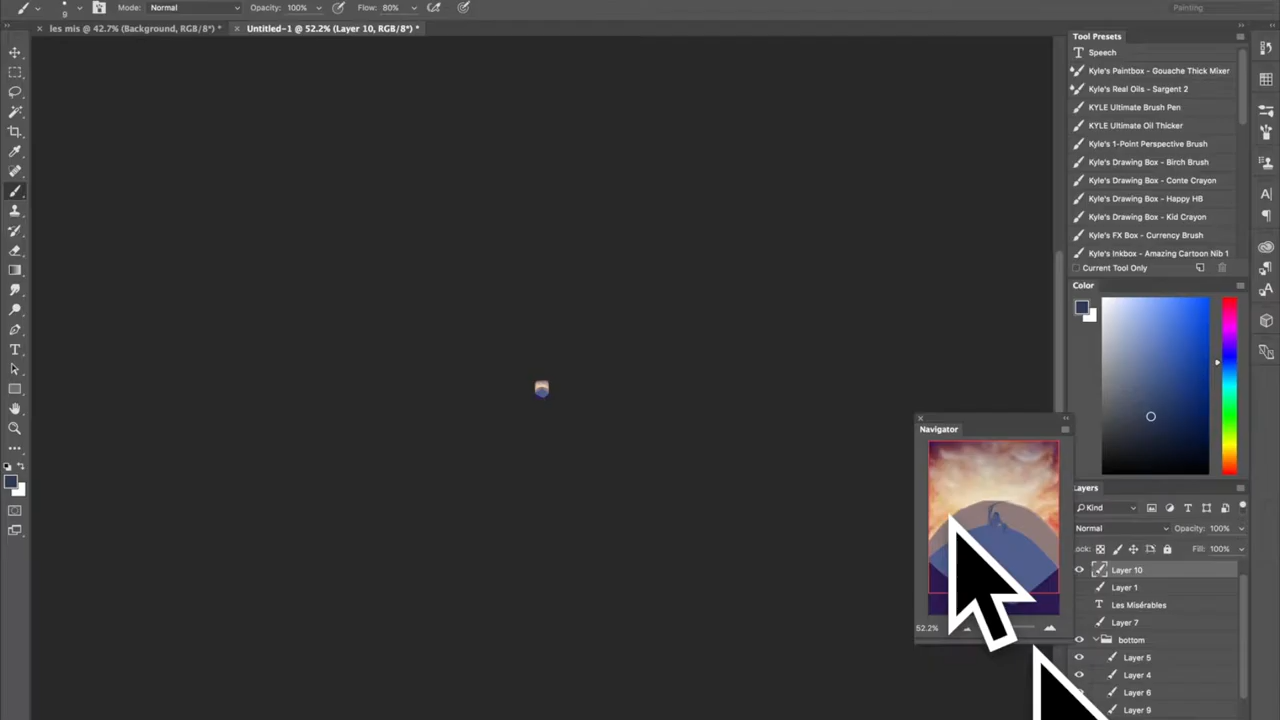 9 Mode: Normal Opacity: 100% Flow: 80% Painting
les mis @ 42.7% (Background, RGB/8*) * Untitled-1 @ 52.2% (Layer 10, RGB/8*) *
Tool Presets
Speech
Kyle's Paintbox - Gouache Thick Mixer
Kyle's Real Oils - Sargent 2
KYLE Ultimate Brush Pen
KYLE Ultimate Oil Thicker
Kyle's 1-Point Perspective Brush
Kyle's Drawing Box - Birch Brush
Kyle's Drawing Box - Conte Crayon
Kyle's Drawing Box - Happy HB
Kyle's Drawing Box - Kid Crayon
Kyle's FX Box - Currency Brush
Kyle's Inkbox - Amazing Cartoon Nib 1
Current Tool Only
Color
Navigator
52.2%
Layers
Kind
Normal Opacity: 100%
Lock: Fill: 100%
Layer 10
Layer 1
Les Misérables
Layer 7
bottom
Layer 5
Layer 4
Layer 6
Layer 9